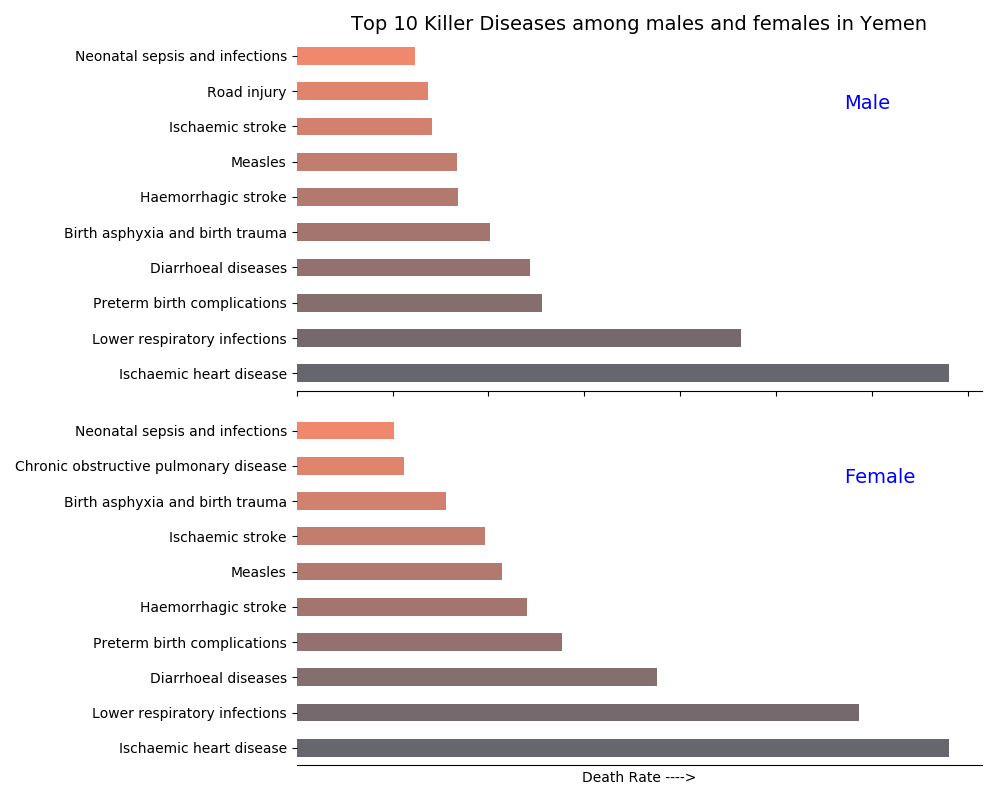 Top 10 Killer Diseases among males and females in Yemen
Neonatal sepsis and infections
Road injury
Male
Ischaemic stroke
Measles
Haemorrhagic stroke
Birth asphyxia and birth trauma
Diarrhoeal diseases
Preterm birth complications
Lower respiratory infections
Ischaemic heart disease
Neonatal sepsis and infections
Chronic obstructive pulmonary disease
Female
Birth asphyxia and birth trauma
Ischaemic stroke
Measles
Haemorrhagic stroke
Preterm birth complications
Diarrhoeal diseases
Lower respiratory infections
Ischaemic heart disease
Death Rate ---->